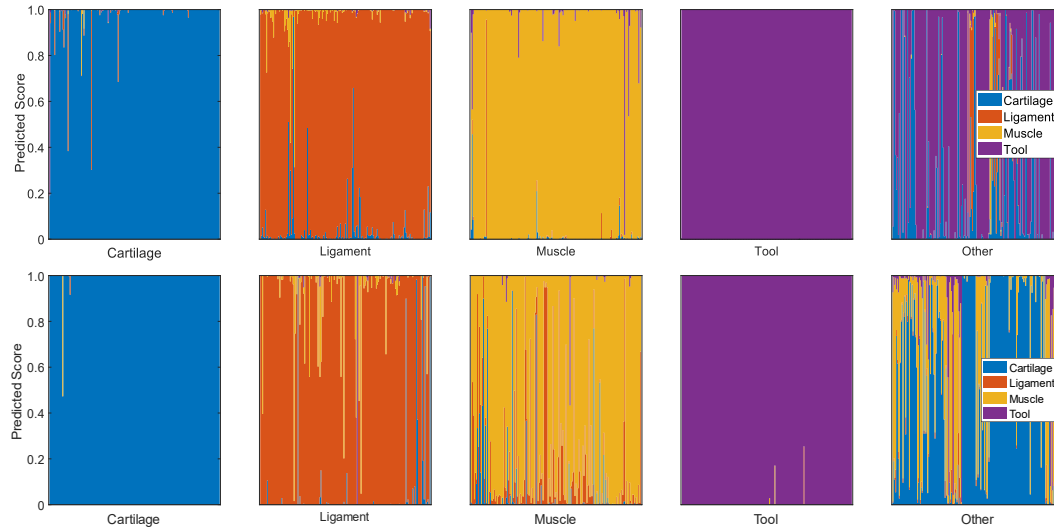 Predicted Score
1.0
0.8
0.6
0.4
0.2
0
Cartilage
Ligament
Muscle
Tool
Other
Cartilage
Ligament
Muscle
Tool
Predicted Score
1.0
0.8
0.6
0.4
0.2
0
Cartilage
Ligament
Muscle
Tool
Other
Cartilage
Ligament
Muscle
Tool